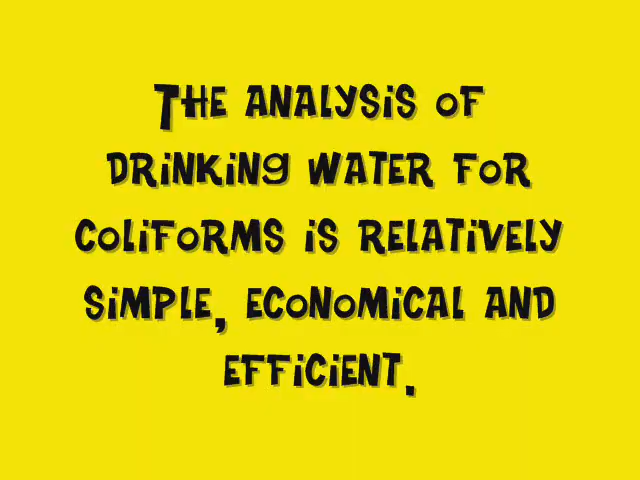 The analysis of
drinking water for
coliforms is relatively
simple, economical and
efficient.